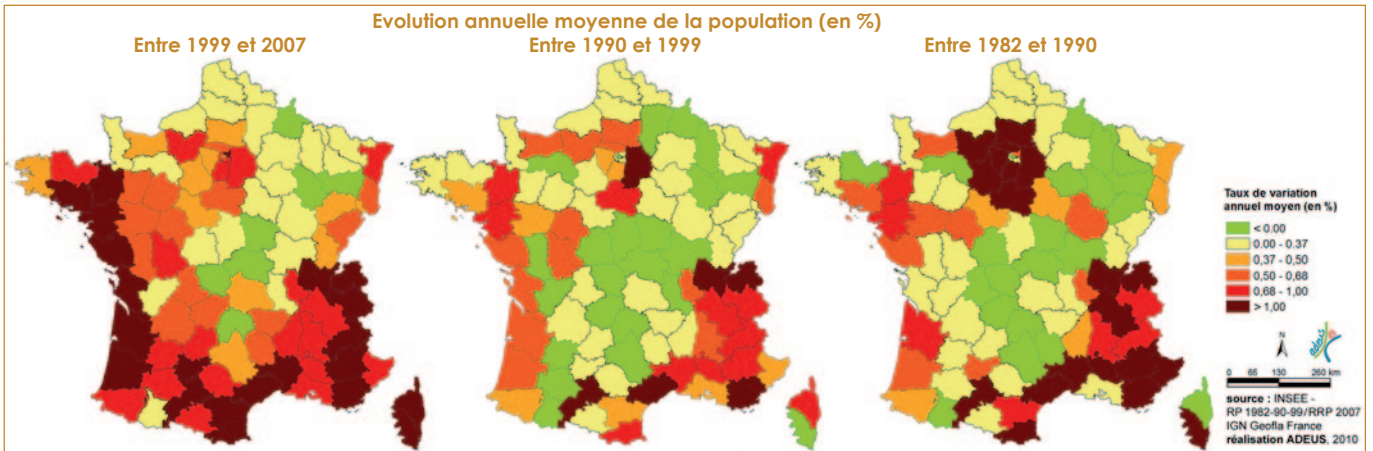 Evolution annuelle moyenne de la population (en %)
Entre 1999 et 2007
Entre 1990 et 1999
Entre 1982 et 1990
Taux de variation
annuel moyen (en %)
< 0.00
0.00 - 0.37
0,37 - 0,50
0,50 - 0,68
0,68 - 1,00
> 1,00
N
adeus
0 65 130 260 km
source : INSEE -
RP 1982-90-99/RRP 2007
IGN Geofla France
réalisation ADEUS, 2010